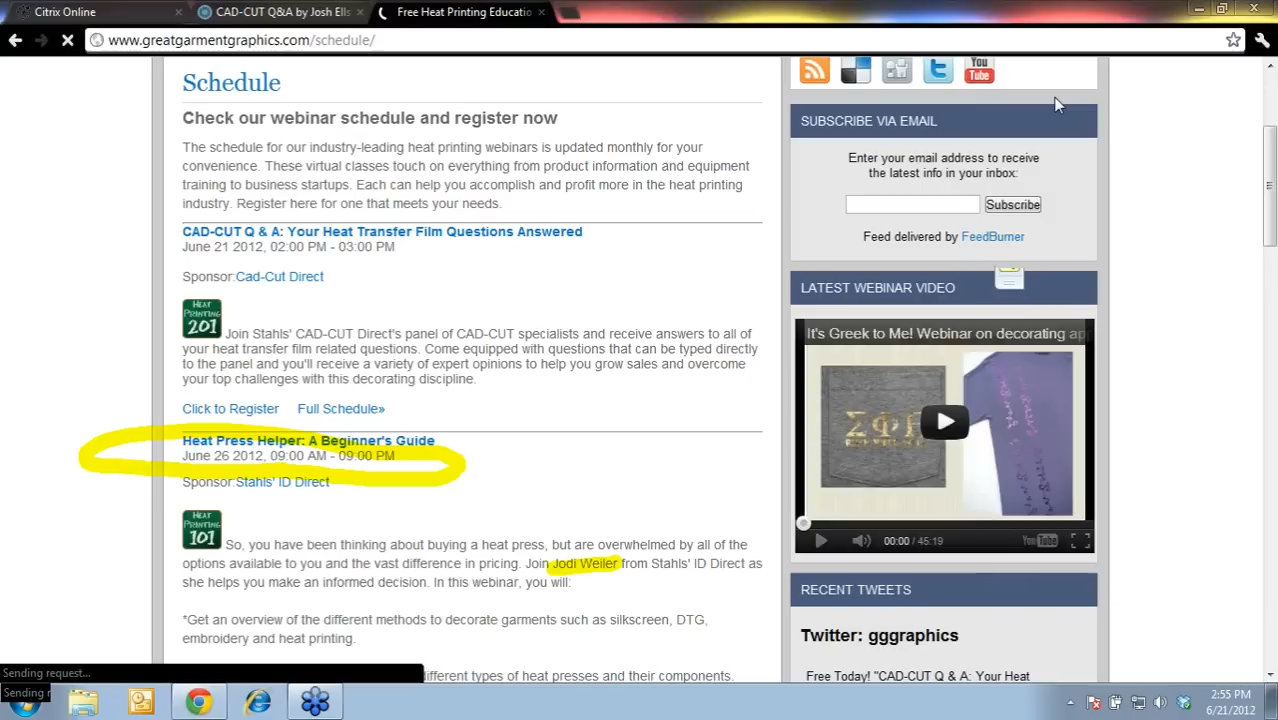 Citrix Online
CAD-CUT Q&A by Josh Ells
Free Heat Printing Educatio
www.greatgarmentgraphics.com/schedule/
Schedule
Check our webinar schedule and register now
The schedule for our industry-leading heat printing webinars is updated monthly for your
convenience. These virtual classes touch on everything from product information and equipment
training to business startups. Each can help you accomplish and profit more in the heat printing
industry. Register here for one that meets your needs.
CAD-CUT Q & A: Your Heat Transfer Film Questions Answered
June 21 2012, 02:00 PM - 03:00 PM
Sponsor:Cad-Cut Direct
HEAT
PRINTING
201
Join Stahls' CAD-CUT Direct's panel of CAD-CUT specialists and receive answers to all of
your heat transfer film related questions. Come equipped with questions that can be typed directly
to the panel and you'll receive a variety of expert opinions to help you grow sales and overcome
your top challenges with this decorating discipline.
Click to Register Full Schedule»
Heat Press Helper: A Beginner's Guide
June 26 2012, 09:00 AM - 09:00 PM
Sponsor:Stahls' ID Direct
HEAT
PRINTING
101
So, you have been thinking about buying a heat press, but are overwhelmed by all of the
options available to you and the vast difference in pricing. Join Jodi Weiler from Stahls' ID Direct as
she helps you make an informed decision. In this webinar, you will:
*Get an overview of the different methods to decorate garments such as silkscreen, DTG,
embroidery and heat printing.
different types of heat presses and their components.
You
Tube
SUBSCRIBE VIA EMAIL
Enter your email address to receive
the latest info in your inbox:
Subscribe
Feed delivered by FeedBurner
LATEST WEBINAR VIDEO
It's Greek to Me! Webinar on decorating ap
ΣΦΓ
00:00 / 45:19
YouTube
RECENT TWEETS
Twitter: gggraphics
Free Today! "CAD-CUT Q & A: Your Heat
Sending request...
Sending r
2:55 PM
6/21/2012